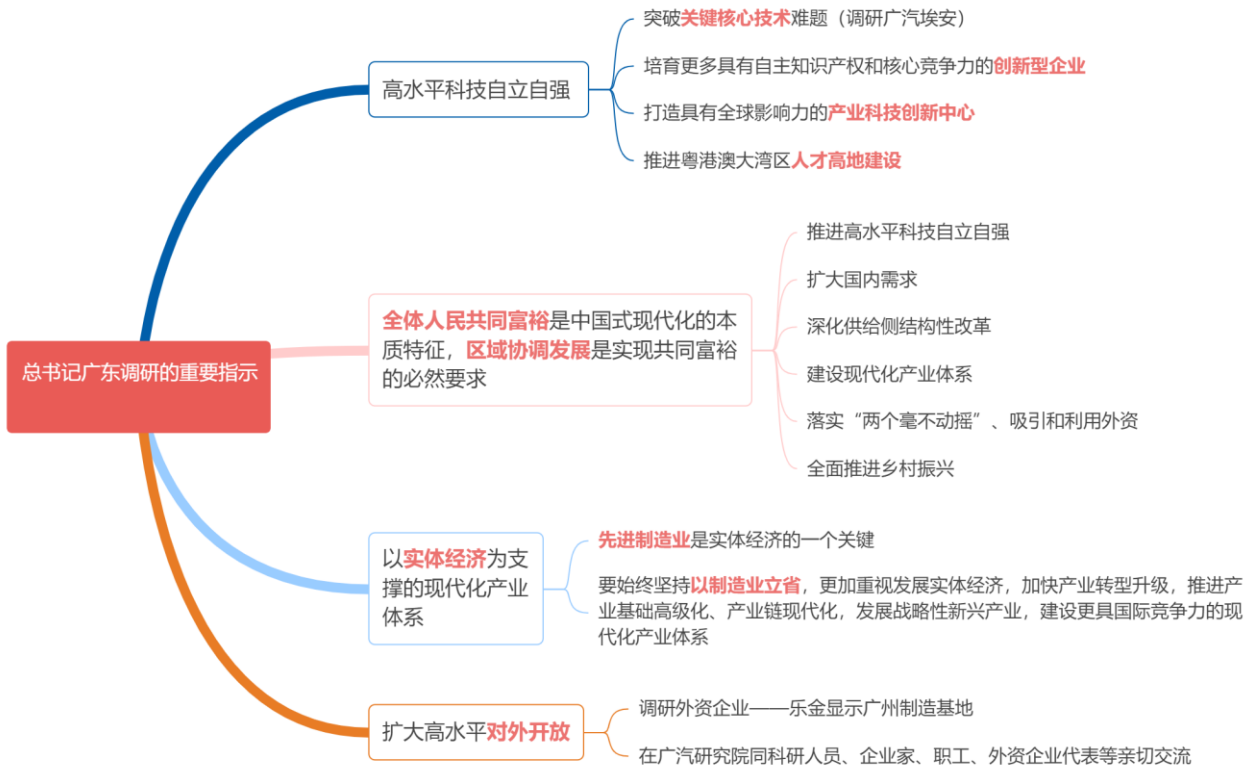 总书记广东调研的重要指示
高水平科技自立自强
突破关键核心技术难题（调研广汽埃安）
培育更多具有自主知识产权和核心竞争力的创新型企业
打造具有全球影响力的产业科技创新中心
推进粤港澳大湾区人才高地建设
全体人民共同富裕是中国式现代化的本
质特征，区域协调发展是实现共同富裕
的必然要求
推进高水平科技自立自强
扩大国内需求
深化供给侧结构性改革
建设现代化产业体系
落实“两个毫不动摇”、吸引和利用外资
全面推进乡村振兴
以实体经济为支
撑的现代化产业
体系
先进制造业是实体经济的一个关键
要始终坚持以制造业立省，更加重视发展实体经济，加快产业转型升级，推进产
业基础高级化、产业链现代化，发展战略性新兴产业，建设更具国际竞争力的现
代化产业体系
扩大高水平对外开放
调研外资企业——乐金显示广州制造基地
在广汽研究院同科研人员、企业家、职工、外资企业代表等亲切交流